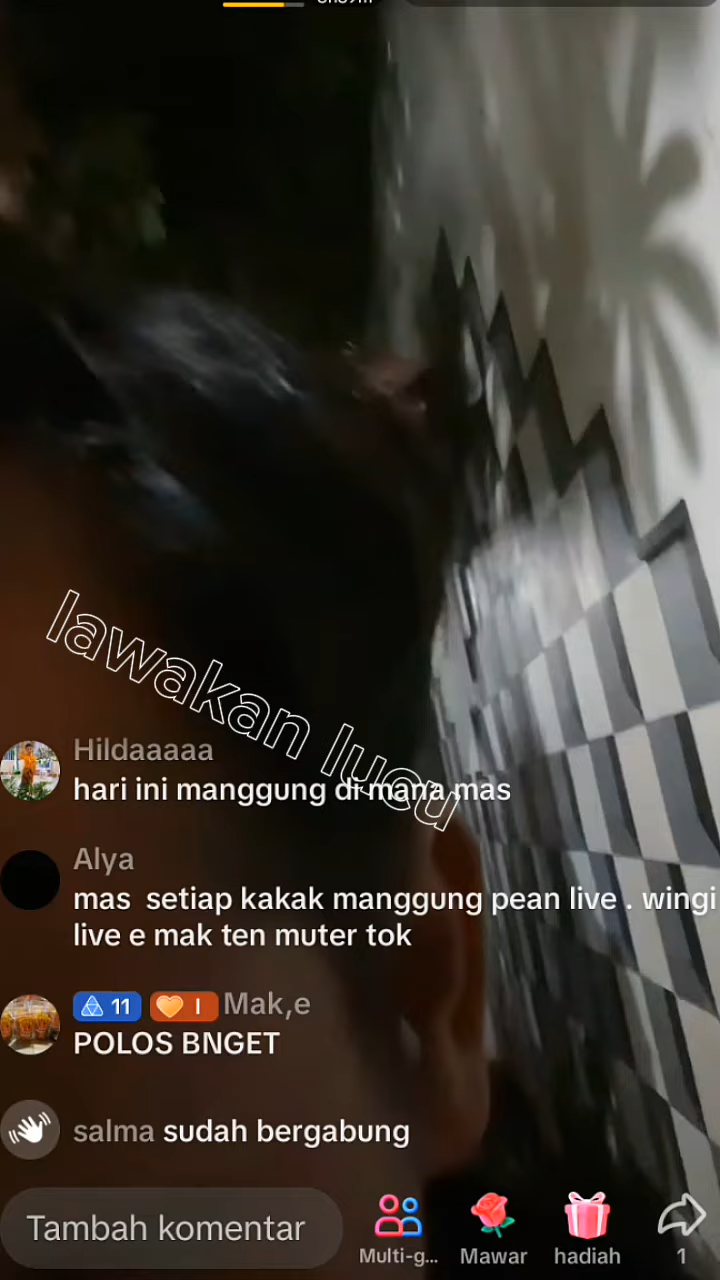 lawakan lucu
Hildaaaaa
hari ini manggung di mana mas
Alya
mas setiap kakak manggung pean live . wingi
live e mak ten muter tok
11 I Mak,e
POLOS BNGET
salma sudah bergabung
Tambah komentar
Multi-g... Mawar hadiah 1